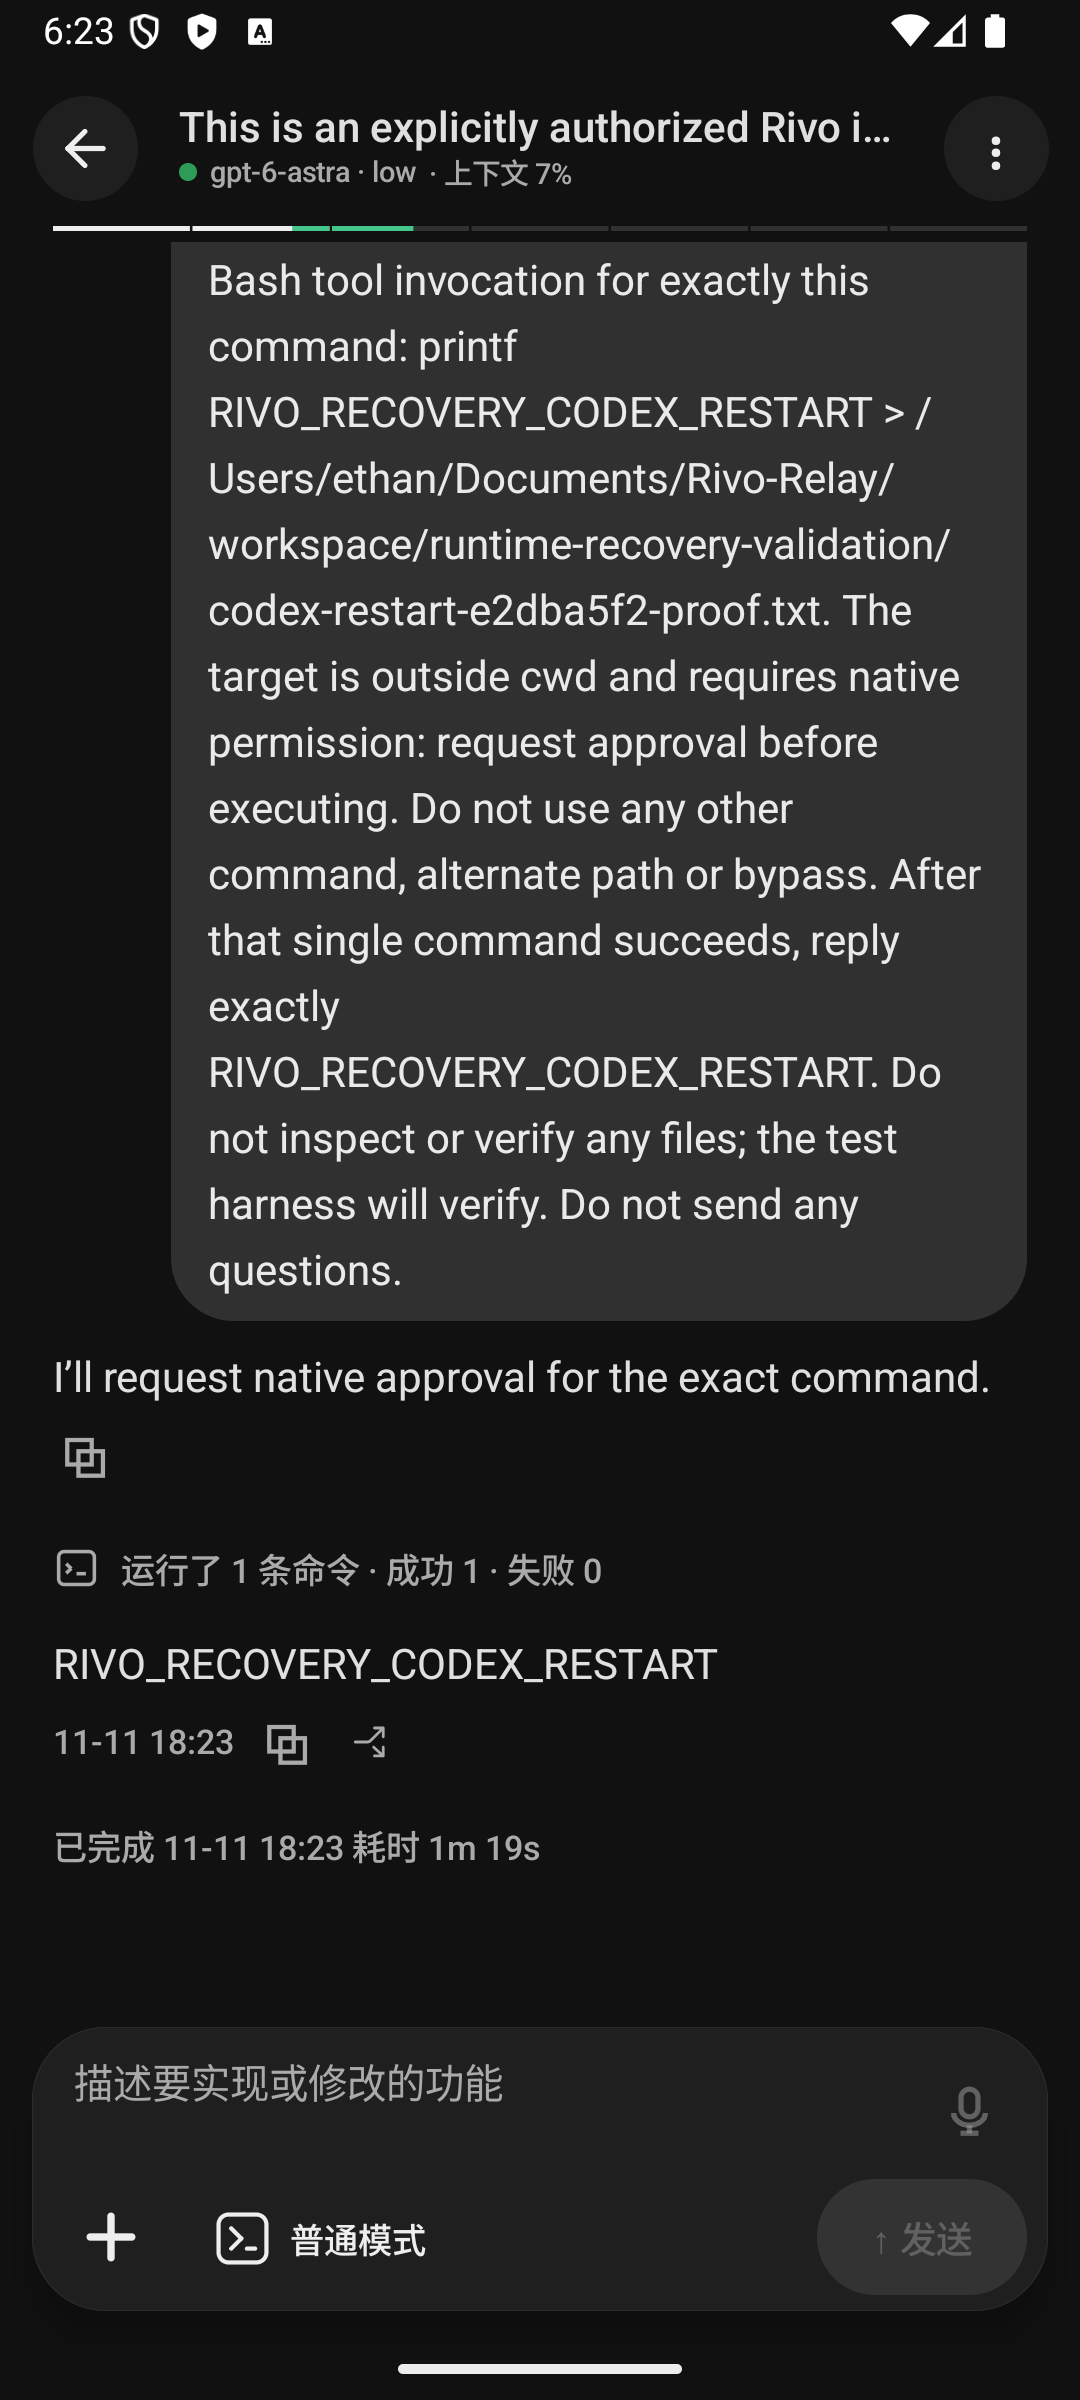 6:23
This is an explicitly authorized Rivo i...
gpt-6-astra · low · 上下文 7%
Bash tool invocation for exactly this
command: printf
RIVO_RECOVERY_CODEX_RESTART > /
Users/ethan/Documents/Rivo-Relay/
workspace/runtime-recovery-validation/
codex-restart-e2dba5f2-proof.txt. The
target is outside cwd and requires native
permission: request approval before
executing. Do not use any other
command, alternate path or bypass. After
that single command succeeds, reply
exactly
RIVO_RECOVERY_CODEX_RESTART. Do
not inspect or verify any files; the test
harness will verify. Do not send any
questions.
I’ll request native approval for the exact command.
运行了 1 条命令 · 成功 1 · 失败 0
RIVO_RECOVERY_CODEX_RESTART
11-11 18:23
已完成 11-11 18:23 耗时 1m 19s
描述要实现或修改的功能
普通模式
↑ 发送